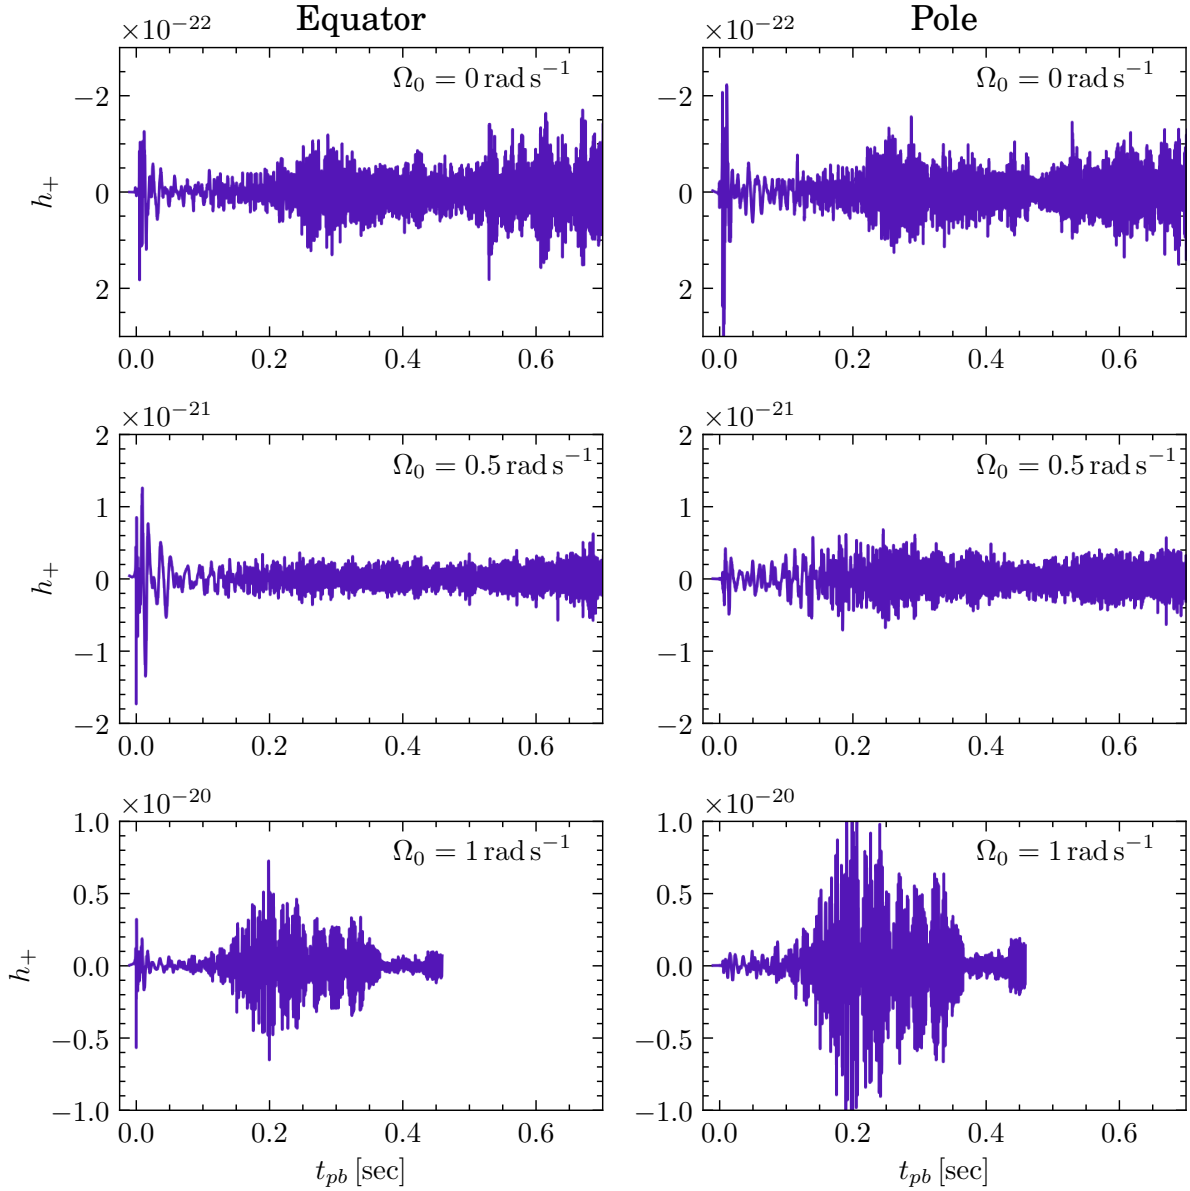 Equator
Pole
×10⁻²²
×10⁻²²
Ω₀ = 0 rad s⁻¹
Ω₀ = 0 rad s⁻¹
−2
0
2
h₊
−2
0
2
0.0 0.2 0.4 0.6
0.0 0.2 0.4 0.6
×10⁻²¹
×10⁻²¹
Ω₀ = 0.5 rad s⁻¹
Ω₀ = 0.5 rad s⁻¹
2
1
0
−1
−2
h₊
2
1
0
−1
−2
0.0 0.2 0.4 0.6
0.0 0.2 0.4 0.6
×10⁻²⁰
×10⁻²⁰
Ω₀ = 1 rad s⁻¹
Ω₀ = 1 rad s⁻¹
1.0
0.5
0.0
−0.5
−1.0
h₊
1.0
0.5
0.0
−0.5
−1.0
0.0 0.2 0.4 0.6
0.0 0.2 0.4 0.6
t_{pb} [sec]
t_{pb} [sec]